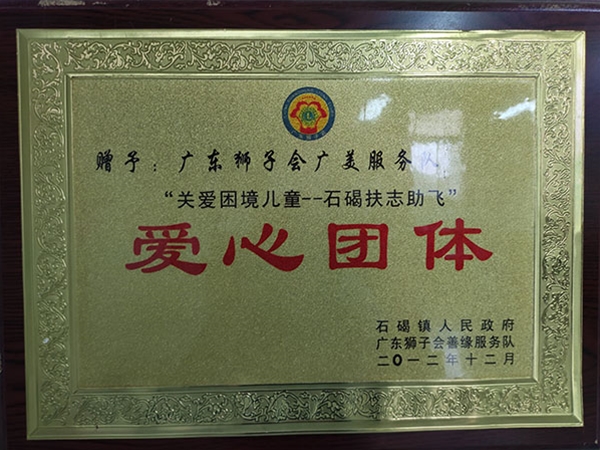 赠予：广东狮子会广美服务队
“关爱困境儿童--石碣扶志助飞”
爱心团体
石碣镇人民政府
广东狮子会善缘服务队
二〇一二年十二月